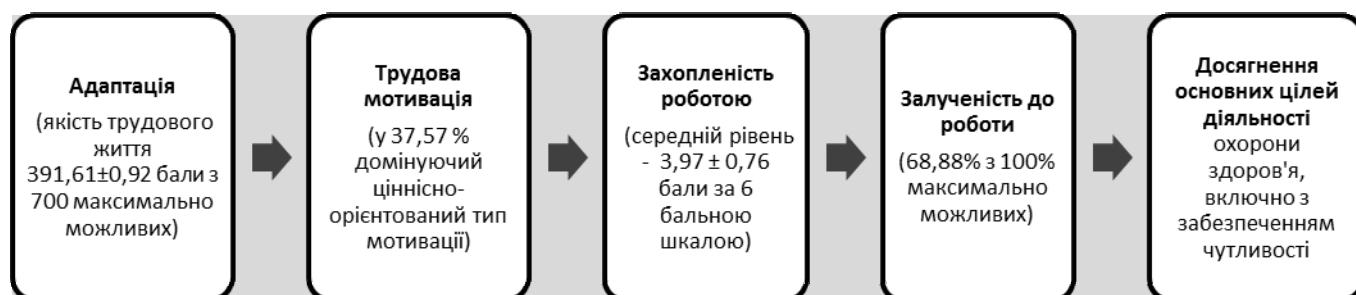 Адаптація
(якість трудового
життя
391,61±0,92 бали з
700 максимально
можливих)
Трудова
мотивація
(у 37,57 %
домінуючий
ціннісно-
орієнтований тип
мотивації)
Захопленість
роботою
(середній рівень
- 3,97 ± 0,76
бали за 6
бальною
шкалою)
Залученість до
роботи
(68,88% з 100%
максимально
можливих)
Досягнення
основних цілей
діяльності
охорони
здоров'я,
включно з
забезпеченням
чутливості